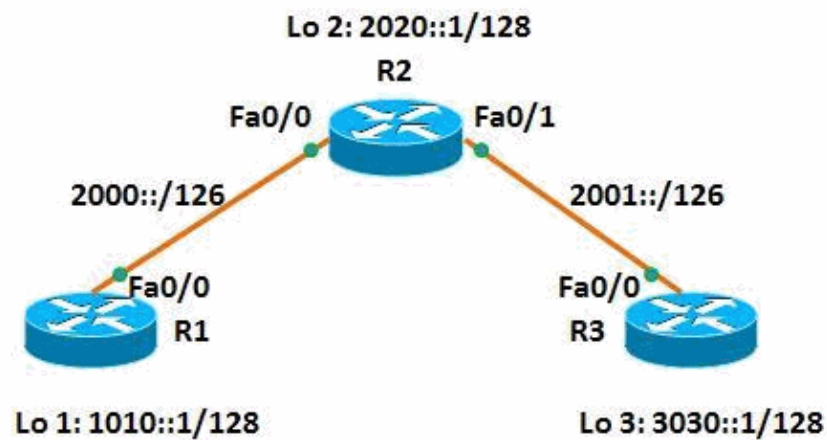 Lo 2: 2020::1/128
R2
Fa0/0
Fa0/1
2000::/126
2001::/126
Fa0/0
Fa0/0
R1
R3
Lo 1: 1010::1/128
Lo 3: 3030::1/128